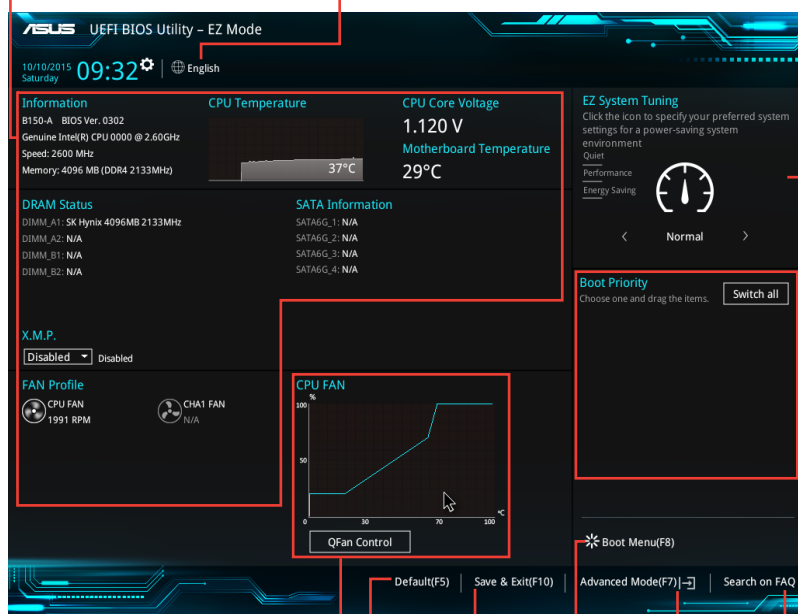 ASUS UEFI BIOS Utility – EZ Mode
10/10/2015
Saturday
09:32
English
Information
B150-A BIOS Ver. 0302
Genuine Intel(R) CPU 0000 @ 2.60GHz
Speed: 2600 MHz
Memory: 4096 MB (DDR4 2133MHz)
CPU Temperature
37°C
CPU Core Voltage
1.120 V
Motherboard Temperature
29°C
EZ System Tuning
Click the icon to specify your preferred system
settings for a power-saving system
environment
Quiet
Performance
Energy Saving
Normal
DRAM Status
DIMM_A1: SK Hynix 4096MB 2133MHz
DIMM_A2: N/A
DIMM_B1: N/A
DIMM_B2: N/A
SATA Information
SATA6G_1: N/A
SATA6G_2: N/A
SATA6G_3: N/A
SATA6G_4: N/A
Boot Priority
Choose one and drag the items.
Switch all
X.M.P.
Disabled
Disabled
FAN Profile
CPU FAN
1991 RPM
CHA1 FAN
N/A
CPU FAN
%
100
50
0
30
70
100
°C
QFan Control
Boot Menu(F8)
Default(F5)
Save & Exit(F10)
Advanced Mode(F7)
Search on FAQ